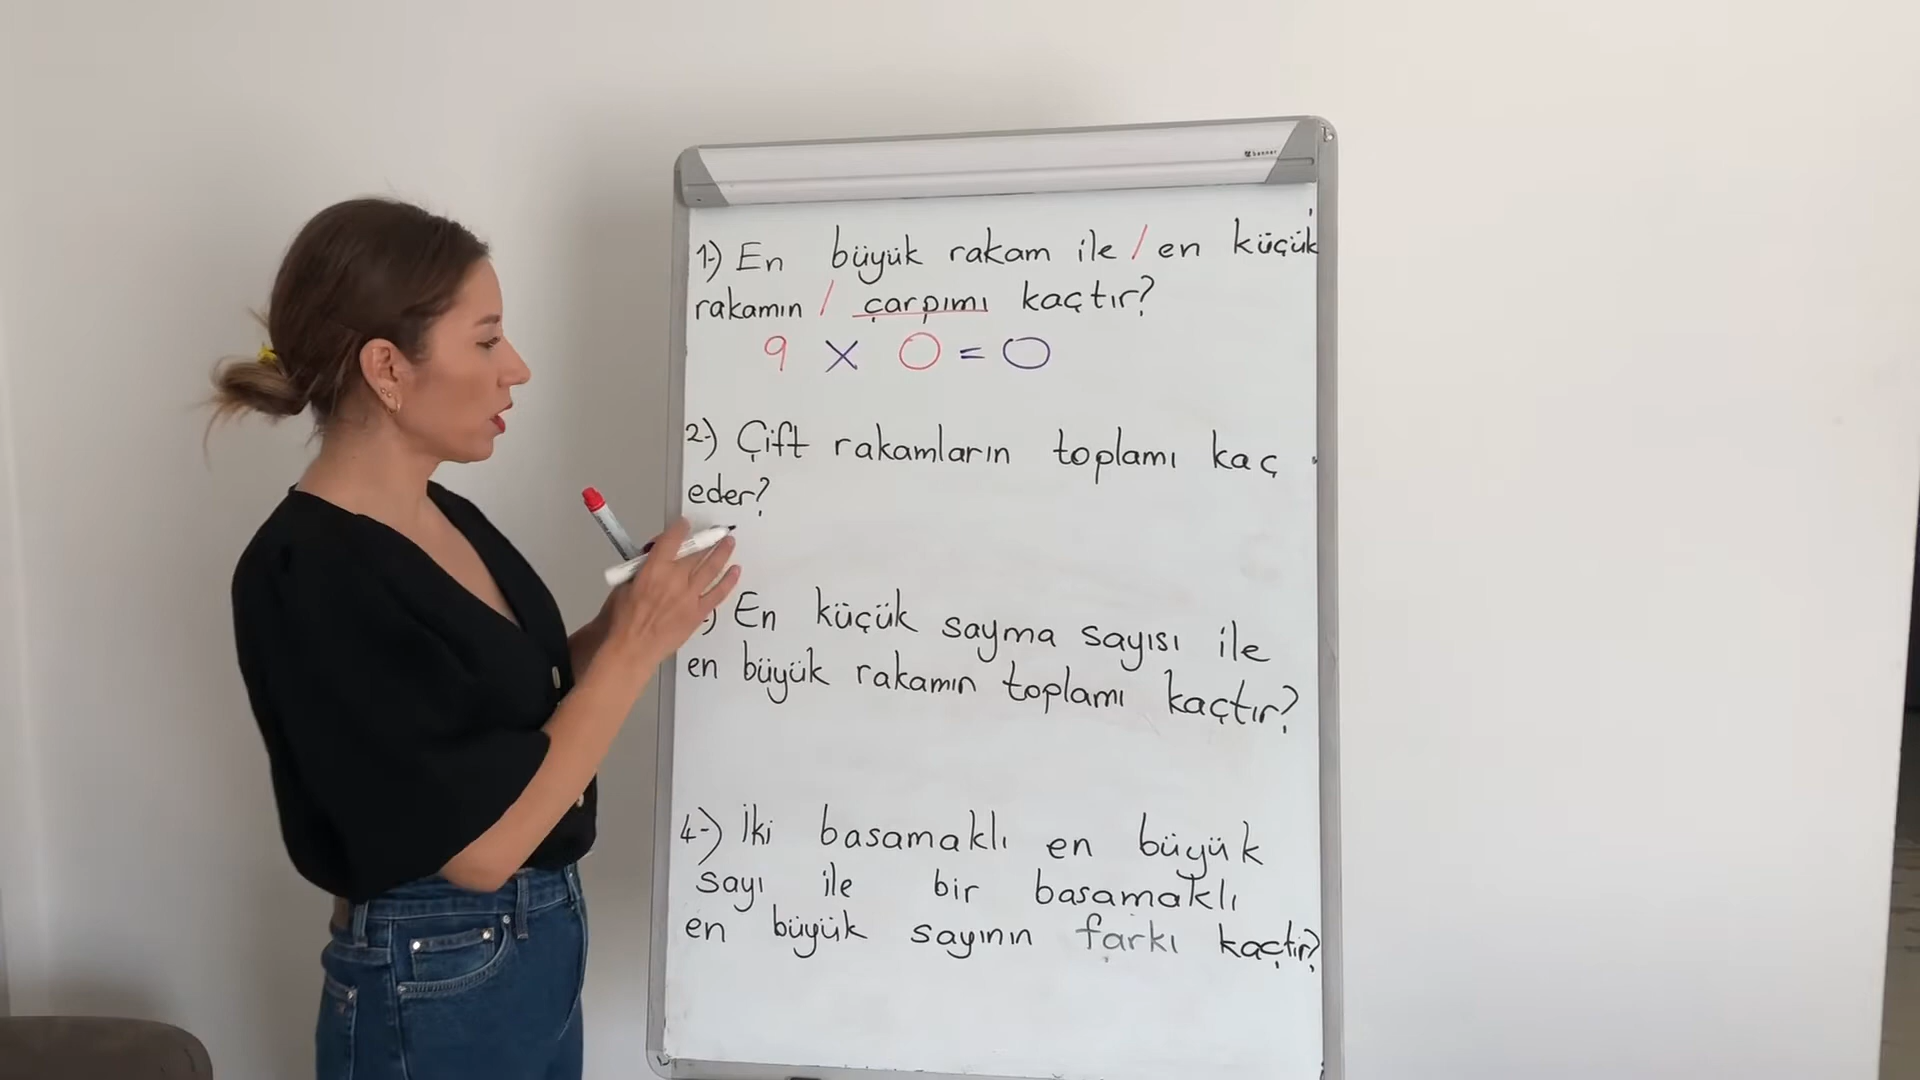 banner
1-) En büyük rakam ile / en küçük
rakamın / çarpımı kaçtır?
9 X 0 = 0
2-) Çift rakamların toplamı kaç
eder?
) En küçük sayma sayısı ile
en büyük rakamın toplamı kaçtır?
4-) İki basamaklı en büyük
sayı ile bir basamaklı
en büyük sayının farkı kaçtır?